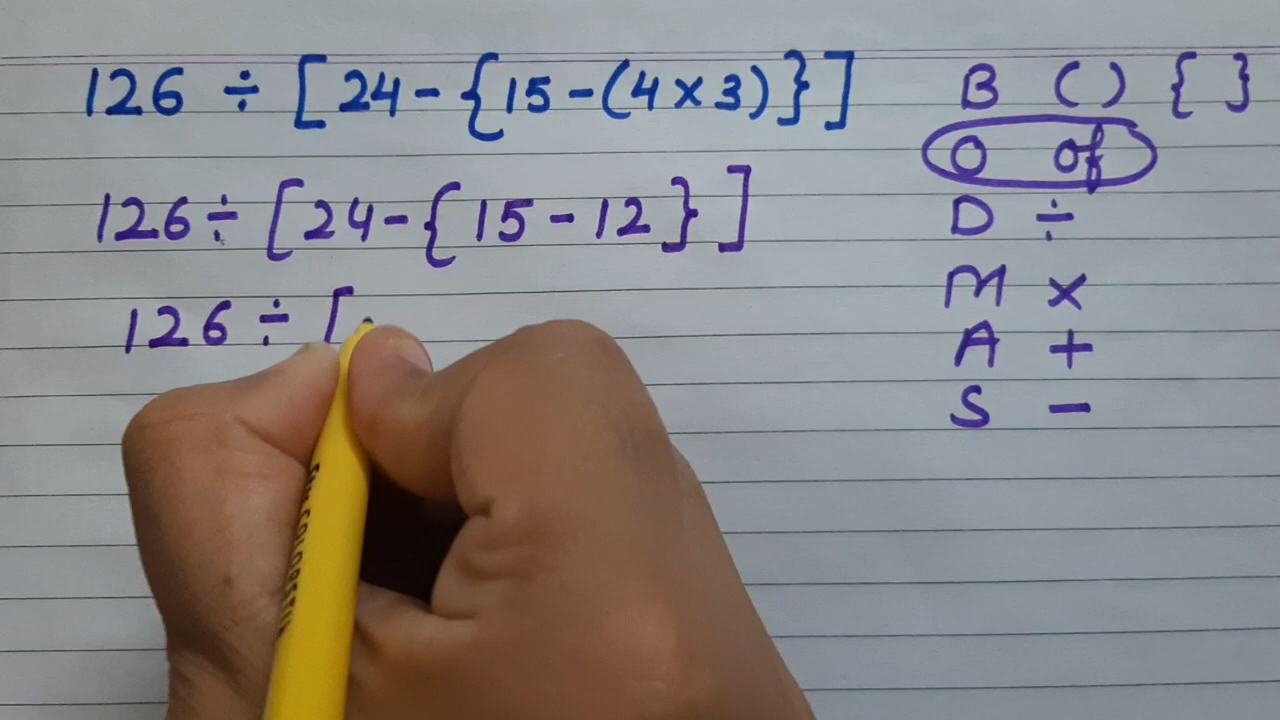 126 ÷ [24-{15-(4×3)}]
126÷[24-{15-12}]
126 ÷ [
B ( ) { }
O of
D ÷
M ×
A +
S -